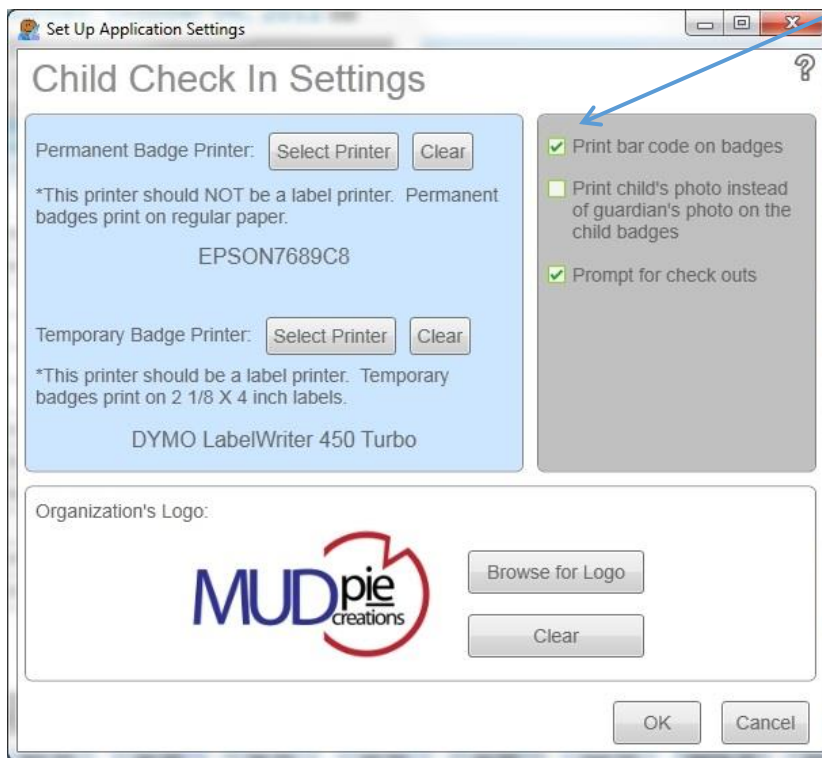 Set Up Application Settings
Child Check In Settings
?
Permanent Badge Printer: Select Printer Clear
*This printer should NOT be a label printer. Permanent
badges print on regular paper.
EPSON7689C8
Temporary Badge Printer: Select Printer Clear
*This printer should be a label printer. Temporary
badges print on 2 1/8 X 4 inch labels.
DYMO LabelWriter 450 Turbo
Print bar code on badges
Print child's photo instead
of guardian's photo on the
child badges
Prompt for check outs
Organization's Logo:
MUDpie
creations
Browse for Logo
Clear
OK Cancel